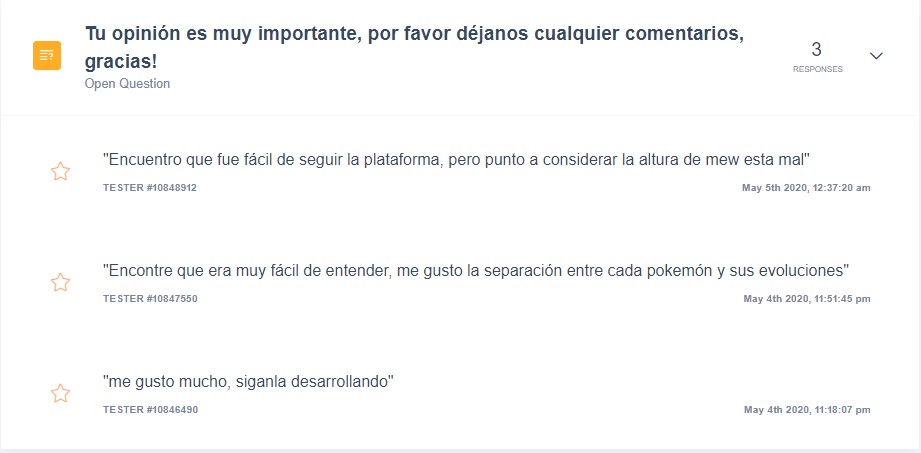 Tu opinión es muy importante, por favor déjanos cualquier comentarios,
gracias!
Open Question
3
RESPONSES
"Encuentro que fue fácil de seguir la plataforma, pero punto a considerar la altura de mew esta mal"
TESTER #10848912
May 5th 2020, 12:37:20 am
"Encontre que era muy fácil de entender, me gusto la separación entre cada pokemón y sus evoluciones"
TESTER #10847550
May 4th 2020, 11:51:45 pm
"me gusto mucho, siganla desarrollando"
TESTER #10846490
May 4th 2020, 11:18:07 pm